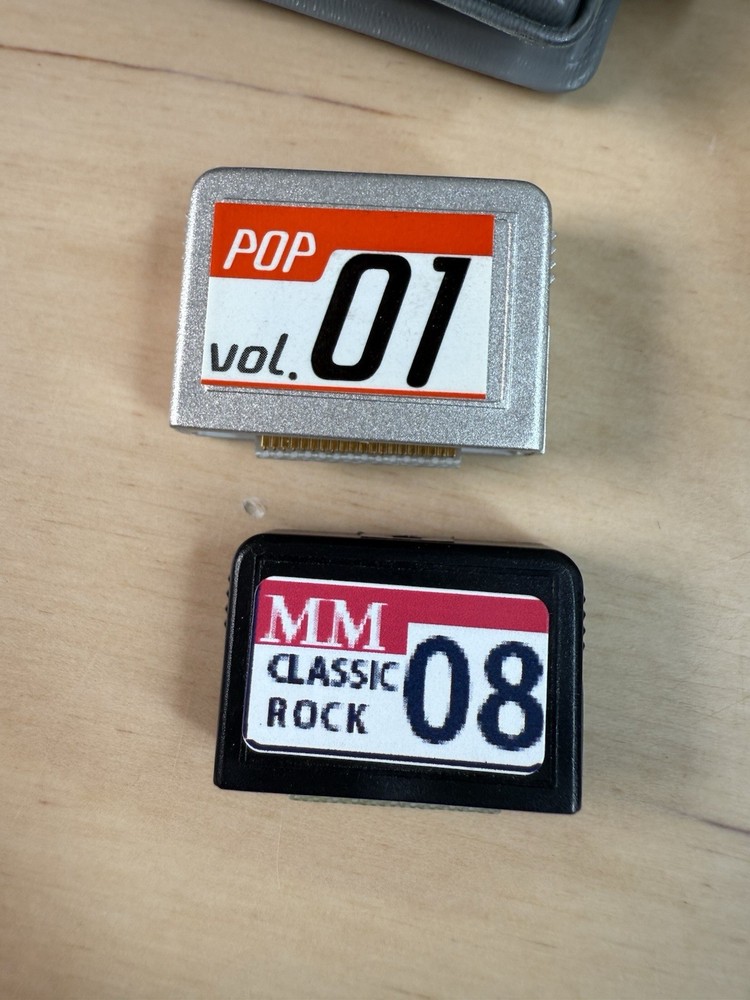 POP
vol. 01
MM
CLASSIC
ROCK
08